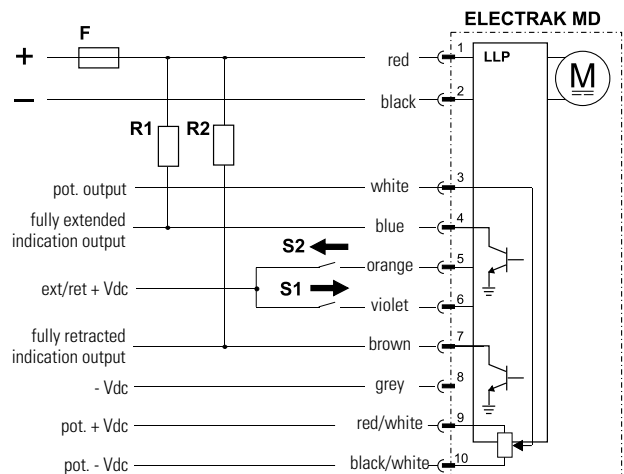 ELECTRAK MD
F
+
red
1
LLP
M
−
black
2
R1
R2
pot. output
white
3
fully extended
indication output
blue
4
S2
orange
5
ext/ret + Vdc
S1
violet
6
fully retracted
indication output
brown
7
- Vdc
grey
8
pot. + Vdc
red/white
9
pot. - Vdc
black/white
10